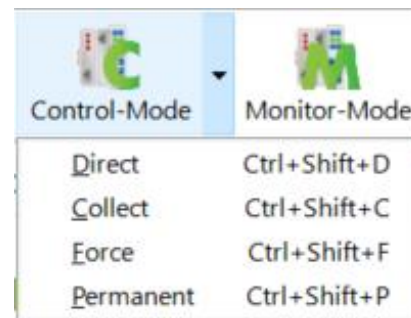 C M
Control-Mode Monitor-Mode
Direct Ctrl+Shift+D
Collect Ctrl+Shift+C
Force Ctrl+Shift+F
Permanent Ctrl+Shift+P